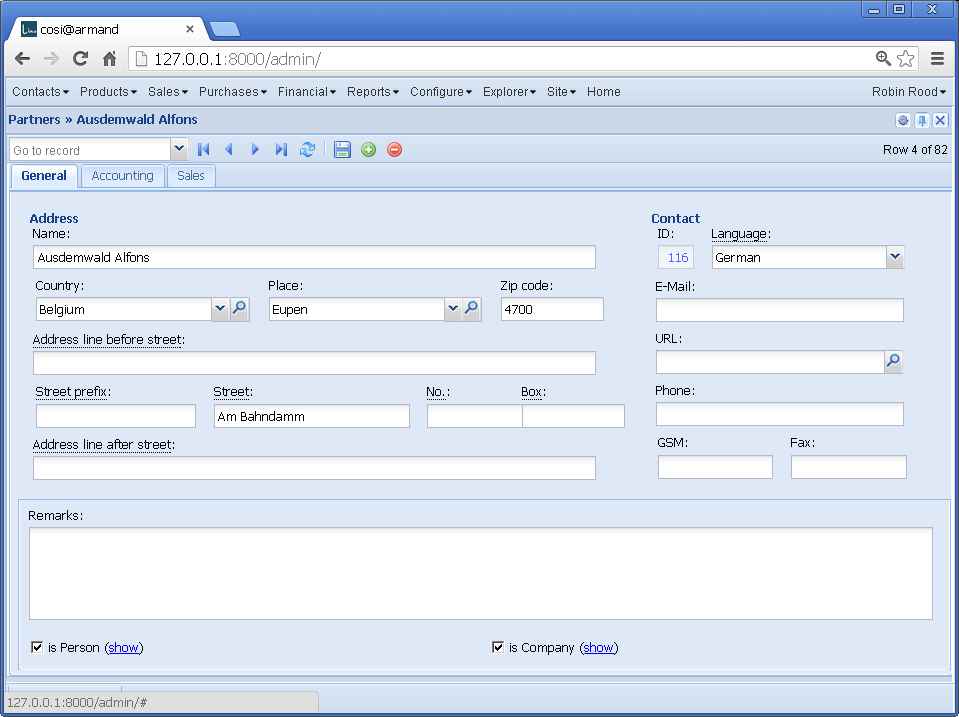 cosi@armand
127.0.0.1:8000/admin/
Contacts Products Sales Purchases Financial Reports Configure Explorer Site Home Robin Rood
Partners » Ausdemwald Alfons
Go to record Row 4 of 82
General Accounting Sales
Address Contact
Name: ID: Language:
Ausdemwald Alfons 116 German
Country: Place: Zip code: E-Mail:
Belgium Eupen 4700
Address line before street: URL:
Street prefix: Street: No.: Box: Phone:
Am Bahndamm
Address line after street: GSM: Fax:
Remarks:
is Person (show) is Company (show)
127.0.0.1:8000/admin/#